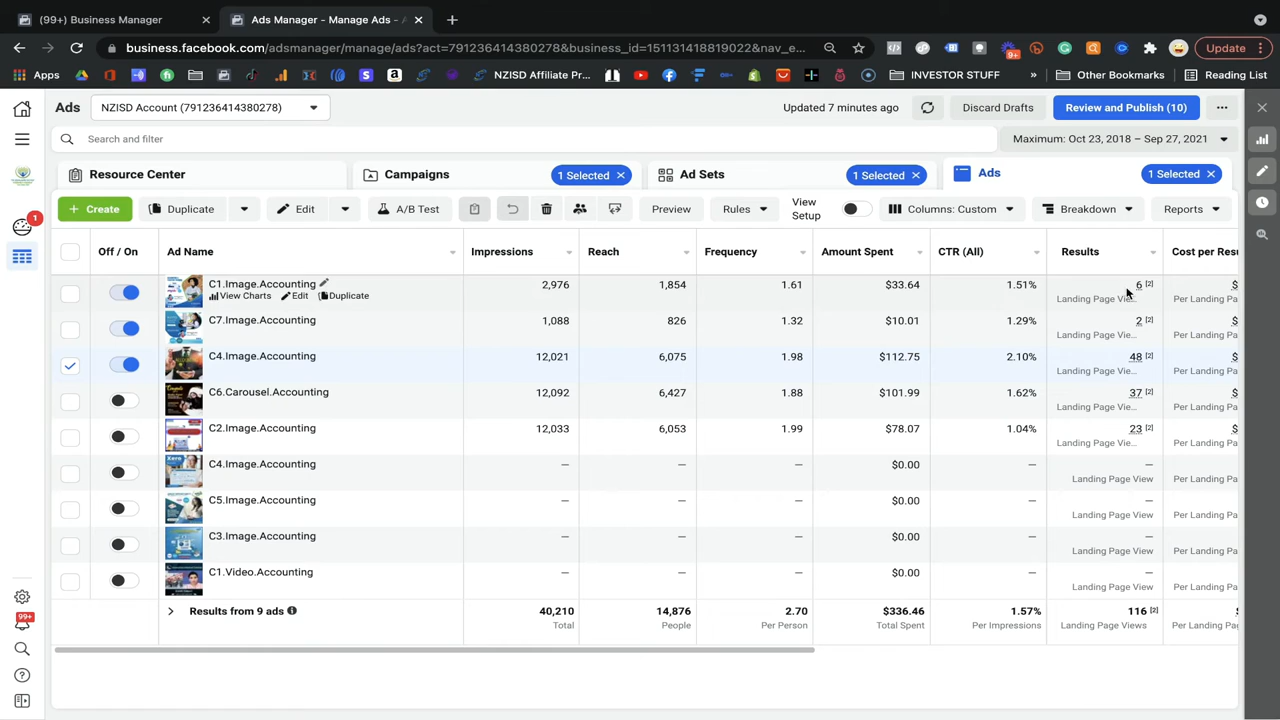 (99+) Business Manager
Ads Manager - Manage Ads - A
business.facebook.com/adsmanager/manage/ads?act=791236414380278&business_id=151131418819022&nav_e...
Update
Apps
NZISD Affiliate Pr...
INVESTOR STUFF
»
Other Bookmarks
Reading List
9+
Ads
NZISD Account (791236414380278)
Updated 7 minutes ago
Discard Drafts
Review and Publish (10)
Search and filter
Maximum: Oct 23, 2018 – Sep 27, 2021
Resource Center
Campaigns
1 Selected
Ad Sets
1 Selected
Ads
1 Selected
+ Create
Duplicate
Edit
A/B Test
Preview
Rules
View Setup
Columns: Custom
Breakdown
Reports
1
Off / On
Ad Name
Impressions
Reach
Frequency
Amount Spent
CTR (All)
Results
Cost per Resu
C1.Image.Accounting 2,976 1,854 1.61 $33.64 1.51% 6 [2] $
View Charts Edit Duplicate Landing Page Vie... Per Landing Pa
C7.Image.Accounting 1,088 826 1.32 $10.01 1.29% 2 [2] $
Landing Page Vie... Per Landing Pa
C4.Image.Accounting 12,021 6,075 1.98 $112.75 2.10% 48 [2] $
Landing Page Vie... Per Landing Pa
C6.Carousel.Accounting 12,092 6,427 1.88 $101.99 1.62% 37 [2] $
Landing Page Vie... Per Landing Pa
C2.Image.Accounting 12,033 6,053 1.99 $78.07 1.04% 23 [2] $
Landing Page Vie... Per Landing Pa
C4.Image.Accounting — — — $0.00 — —
Landing Page View Per Landing Pa
C5.Image.Accounting — — — $0.00 — —
Landing Page View Per Landing Pa
C3.Image.Accounting — — — $0.00 — —
Landing Page View Per Landing Pa
C1.Video.Accounting — — — $0.00 — —
Landing Page View Per Landing Pa
Results from 9 ads 40,210 14,876 2.70 $336.46 1.57% 116 [2] $
Total People Per Person Total Spent Per Impressions Landing Page Views Per Landing Pa
99+